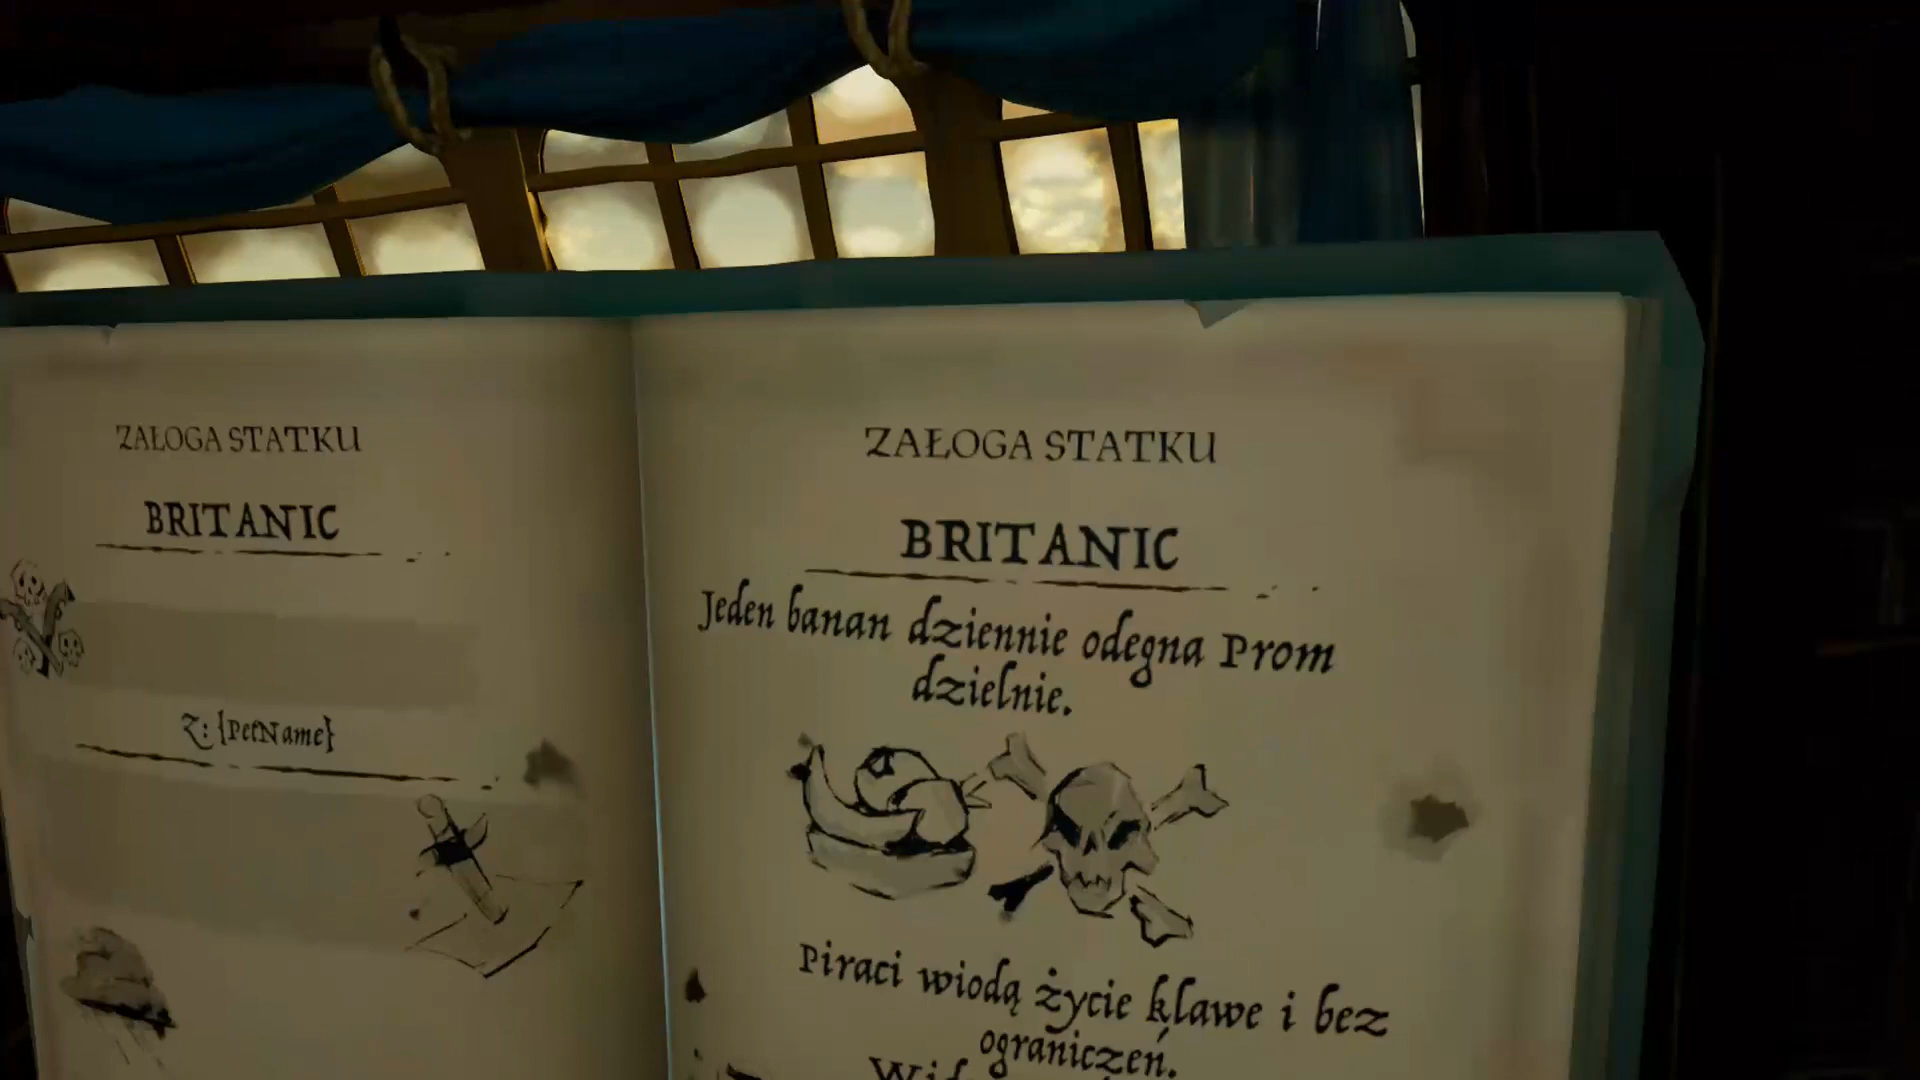 ZAŁOGA STATKU
BRITANIC
Z: {PetName}
ZAŁOGA STATKU
BRITANIC
Jeden banan dziennie odegna Prom
dzielnie.
Piraci wiodą życie klawe i bez
ograniczeń.